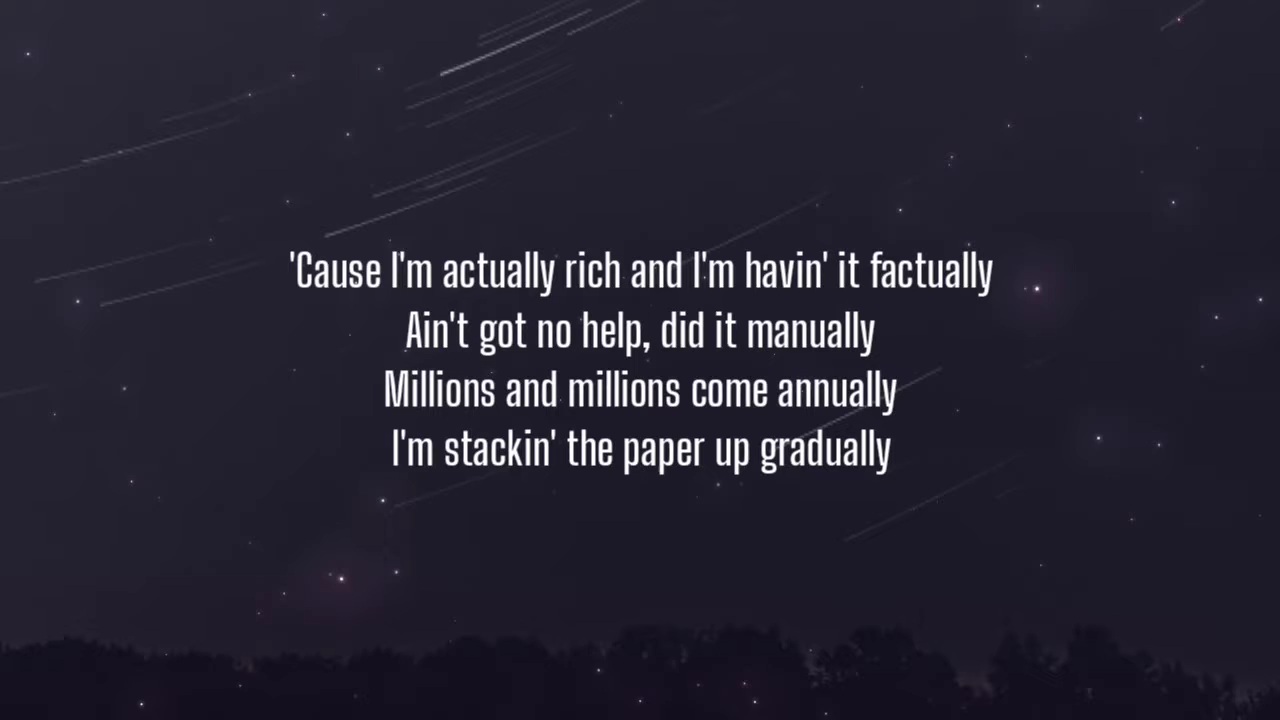 'Cause I'm actually rich and I'm havin' it factually
Ain't got no help, did it manually
Millions and millions come annually
I'm stackin' the paper up gradually